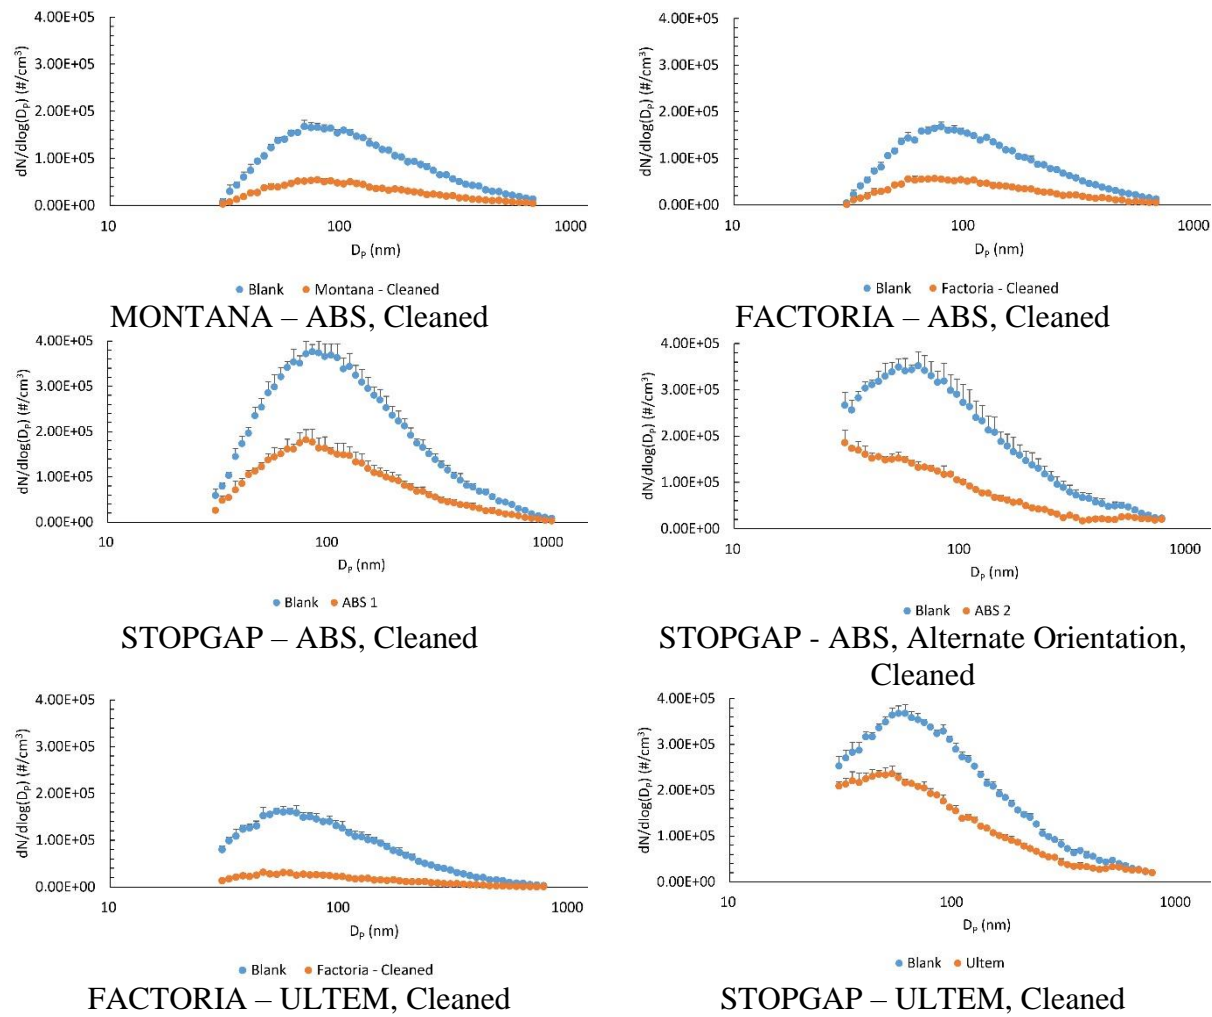 4.00E+05
3.00E+05
2.00E+05
1.00E+05
0.00E+00
dN/dlog(Dₚ) (#/cm³)
10 100 1000
Dₚ (nm)
Blank Montana - Cleaned
MONTANA – ABS, Cleaned
4.00E+05
3.00E+05
2.00E+05
1.00E+05
0.00E+00
dN/dlog(Dₚ) (#/cm³)
10 100 1000
Dₚ (nm)
Blank Factoria - Cleaned
FACTORIA – ABS, Cleaned
4.00E+05
3.00E+05
2.00E+05
1.00E+05
0.00E+00
dN/dlog(Dₚ) (#/cm³)
10 100 1000
Dₚ (nm)
Blank ABS 1
STOPGAP – ABS, Cleaned
4.00E+05
3.00E+05
2.00E+05
1.00E+05
0.00E+00
dN/dlog(Dₚ) (#/cm³)
10 100 1000
Dₚ (nm)
Blank ABS 2
STOPGAP - ABS, Alternate Orientation,
Cleaned
4.00E+05
3.00E+05
2.00E+05
1.00E+05
0.00E+00
dN/dlog(Dₚ) (#/cm³)
10 100 1000
Dₚ (nm)
Blank Factoria - Cleaned
FACTORIA – ULTEM, Cleaned
4.00E+05
3.00E+05
2.00E+05
1.00E+05
0.00E+00
dN/dlog(Dₚ) (#/cm³)
10 100 1000
Dₚ (nm)
Blank Ultem
STOPGAP – ULTEM, Cleaned